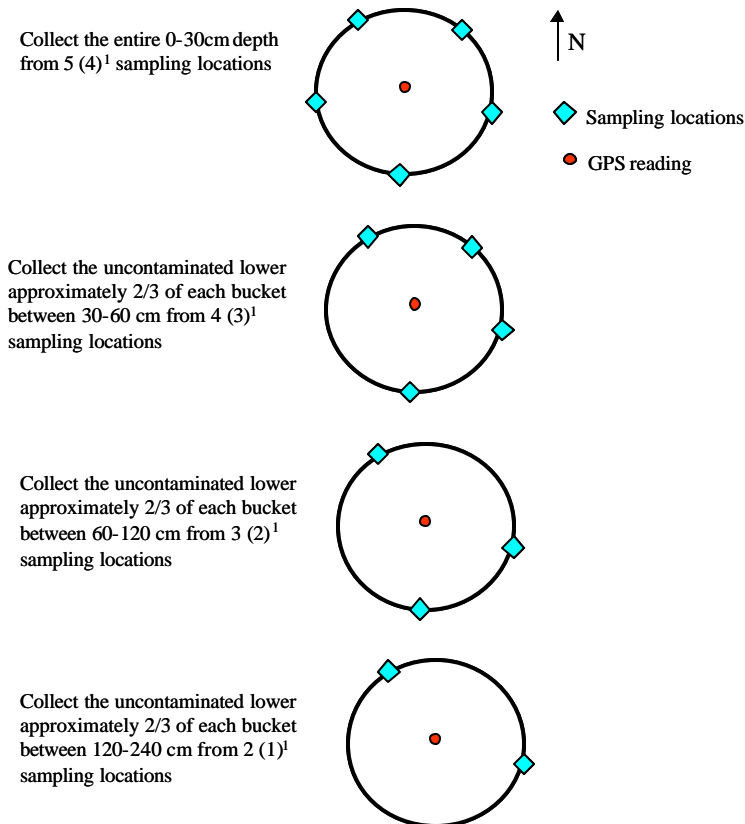 Collect the entire 0-30cm depth
from 5 (4)¹ sampling locations
N
Sampling locations
GPS reading
Collect the uncontaminated lower
approximately 2/3 of each bucket
between 30-60 cm from 4 (3)¹
sampling locations
Collect the uncontaminated lower
approximately 2/3 of each bucket
between 60-120 cm from 3 (2)¹
sampling locations
Collect the uncontaminated lower
approximately 2/3 of each bucket
between 120-240 cm from 2 (1)¹
sampling locations